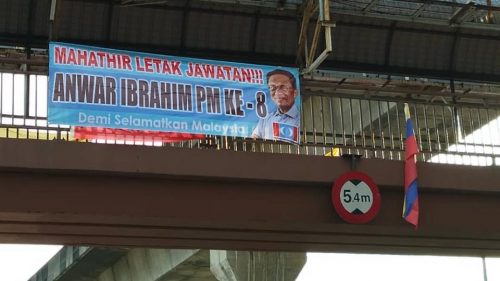 MAHATHIR LETAK JAWATAN!!!
ANWAR IBRAHIM PM KE - 8
Demi Selamatkan Malaysia
5.4m